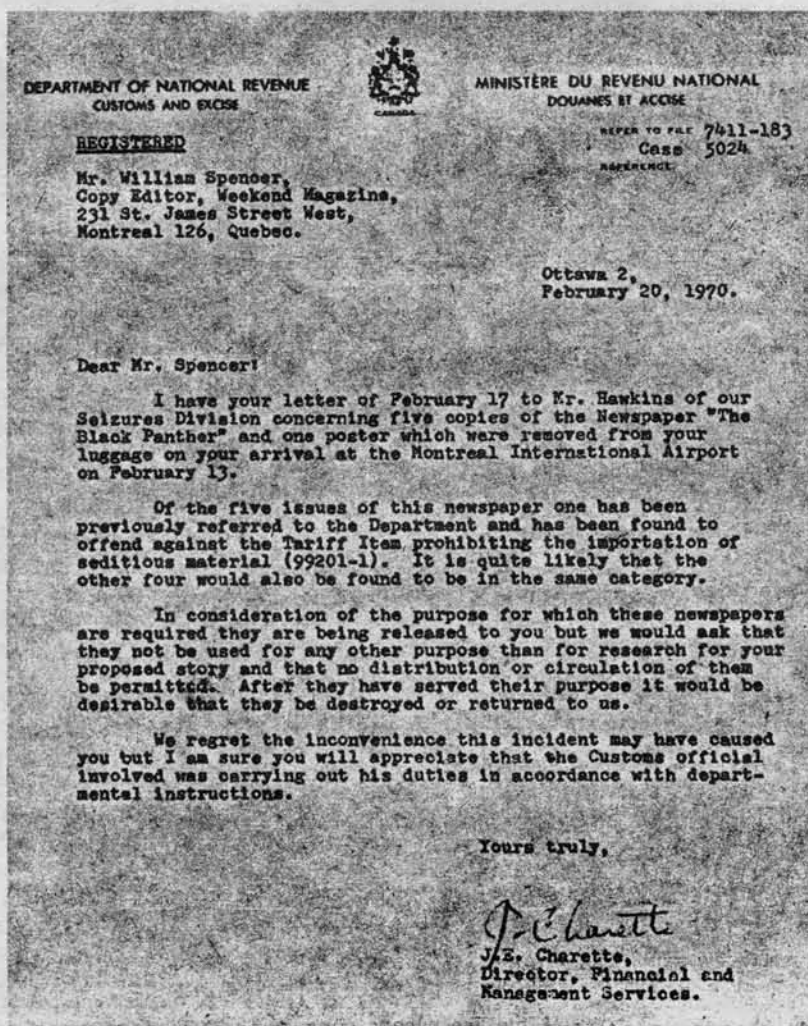 DEPARTMENT OF NATIONAL REVENUE
CUSTOMS AND EXCISE
CANADA
MINISTÈRE DU REVENU NATIONAL
DOUANES ET ACCISE
REFER TO FILE 7411-183
Case 5024
REFERENCE
REGISTERED
Mr. William Spencer,
Copy Editor, Weekend Magazine,
231 St. James Street West,
Montreal 126, Quebec.
Ottawa 2,
February 20, 1970.
Dear Mr. Spencer:
I have your letter of February 17 to Mr. Hawkins of our
Seizures Division concerning five copies of the Newspaper "The
Black Panther" and one poster which were removed from your
luggage on your arrival at the Montreal International Airport
on February 13.
Of the five issues of this newspaper one has been
previously referred to the Department and has been found to
offend against the Tariff Item prohibiting the importation of
seditious material (99201-1). It is quite likely that the
other four would also be found to be in the same category.
In consideration of the purpose for which these newspapers
are required they are being released to you but we would ask that
they not be used for any other purpose than for research for your
proposed story and that no distribution or circulation of them
be permitted. After they have served their purpose it would be
desirable that they be destroyed or returned to us.
We regret the inconvenience this incident may have caused
you but I am sure you will appreciate that the Customs official
involved was carrying out his duties in accordance with depart-
mental instructions.
Yours truly,
J. E. Charette
J.E. Charette,
Director, Financial and
Management Services.